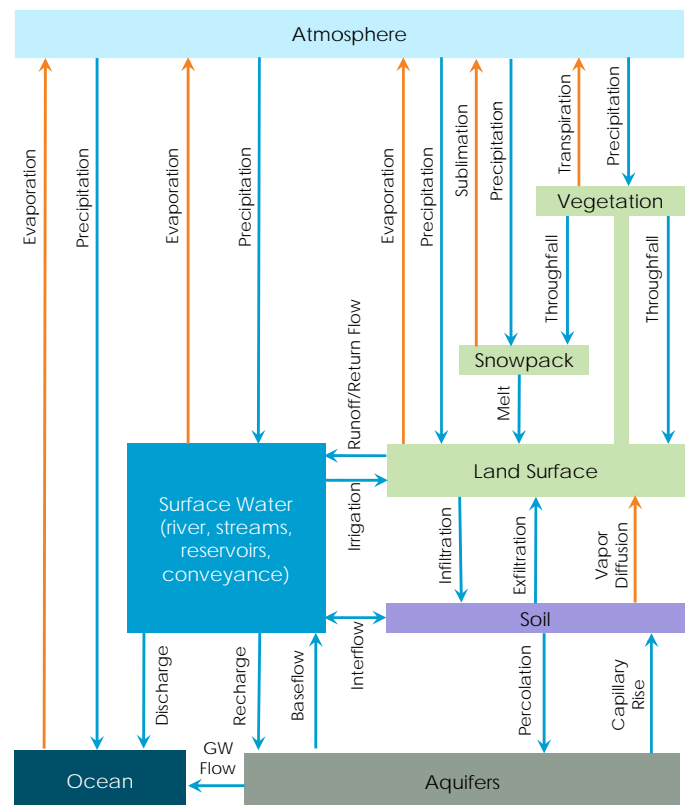 Atmosphere
Evaporation
Precipitation
Evaporation
Precipitation
Evaporation
Precipitation
Sublimation
Precipitation
Transpiration
Precipitation
Vegetation
Throughfall
Throughfall
Snowpack
Melt
Runoff/Return Flow
Land Surface
Irrigation
Surface Water
(river, streams,
reservoirs,
conveyance)
Infiltration
Exfiltration
Vapor
Diffusion
Soil
Interflow
Discharge
Recharge
Baseflow
Percolation
Capillary
Rise
GW
Flow
Ocean
Aquifers